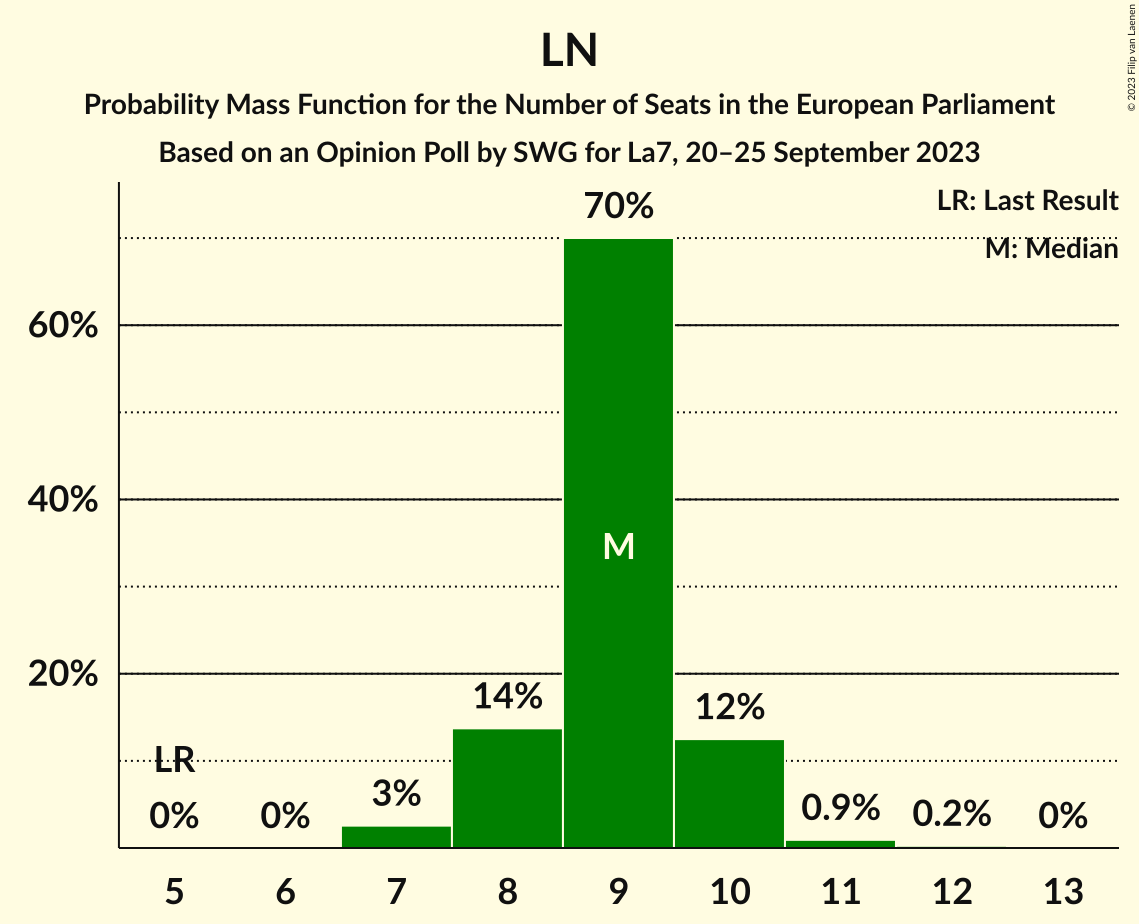 LN
Probability Mass Function for the Number of Seats in the European Parliament
Based on an Opinion Poll by SWG for La7, 20–25 September 2023
© 2023 Filip van Laenen
LR: Last Result
M: Median
70%
60%
40%
M
20%
14%
12%
LR
3%
0.9%
0.2%
0%
0%
0%
5 6 7 8 9 10 11 12 13